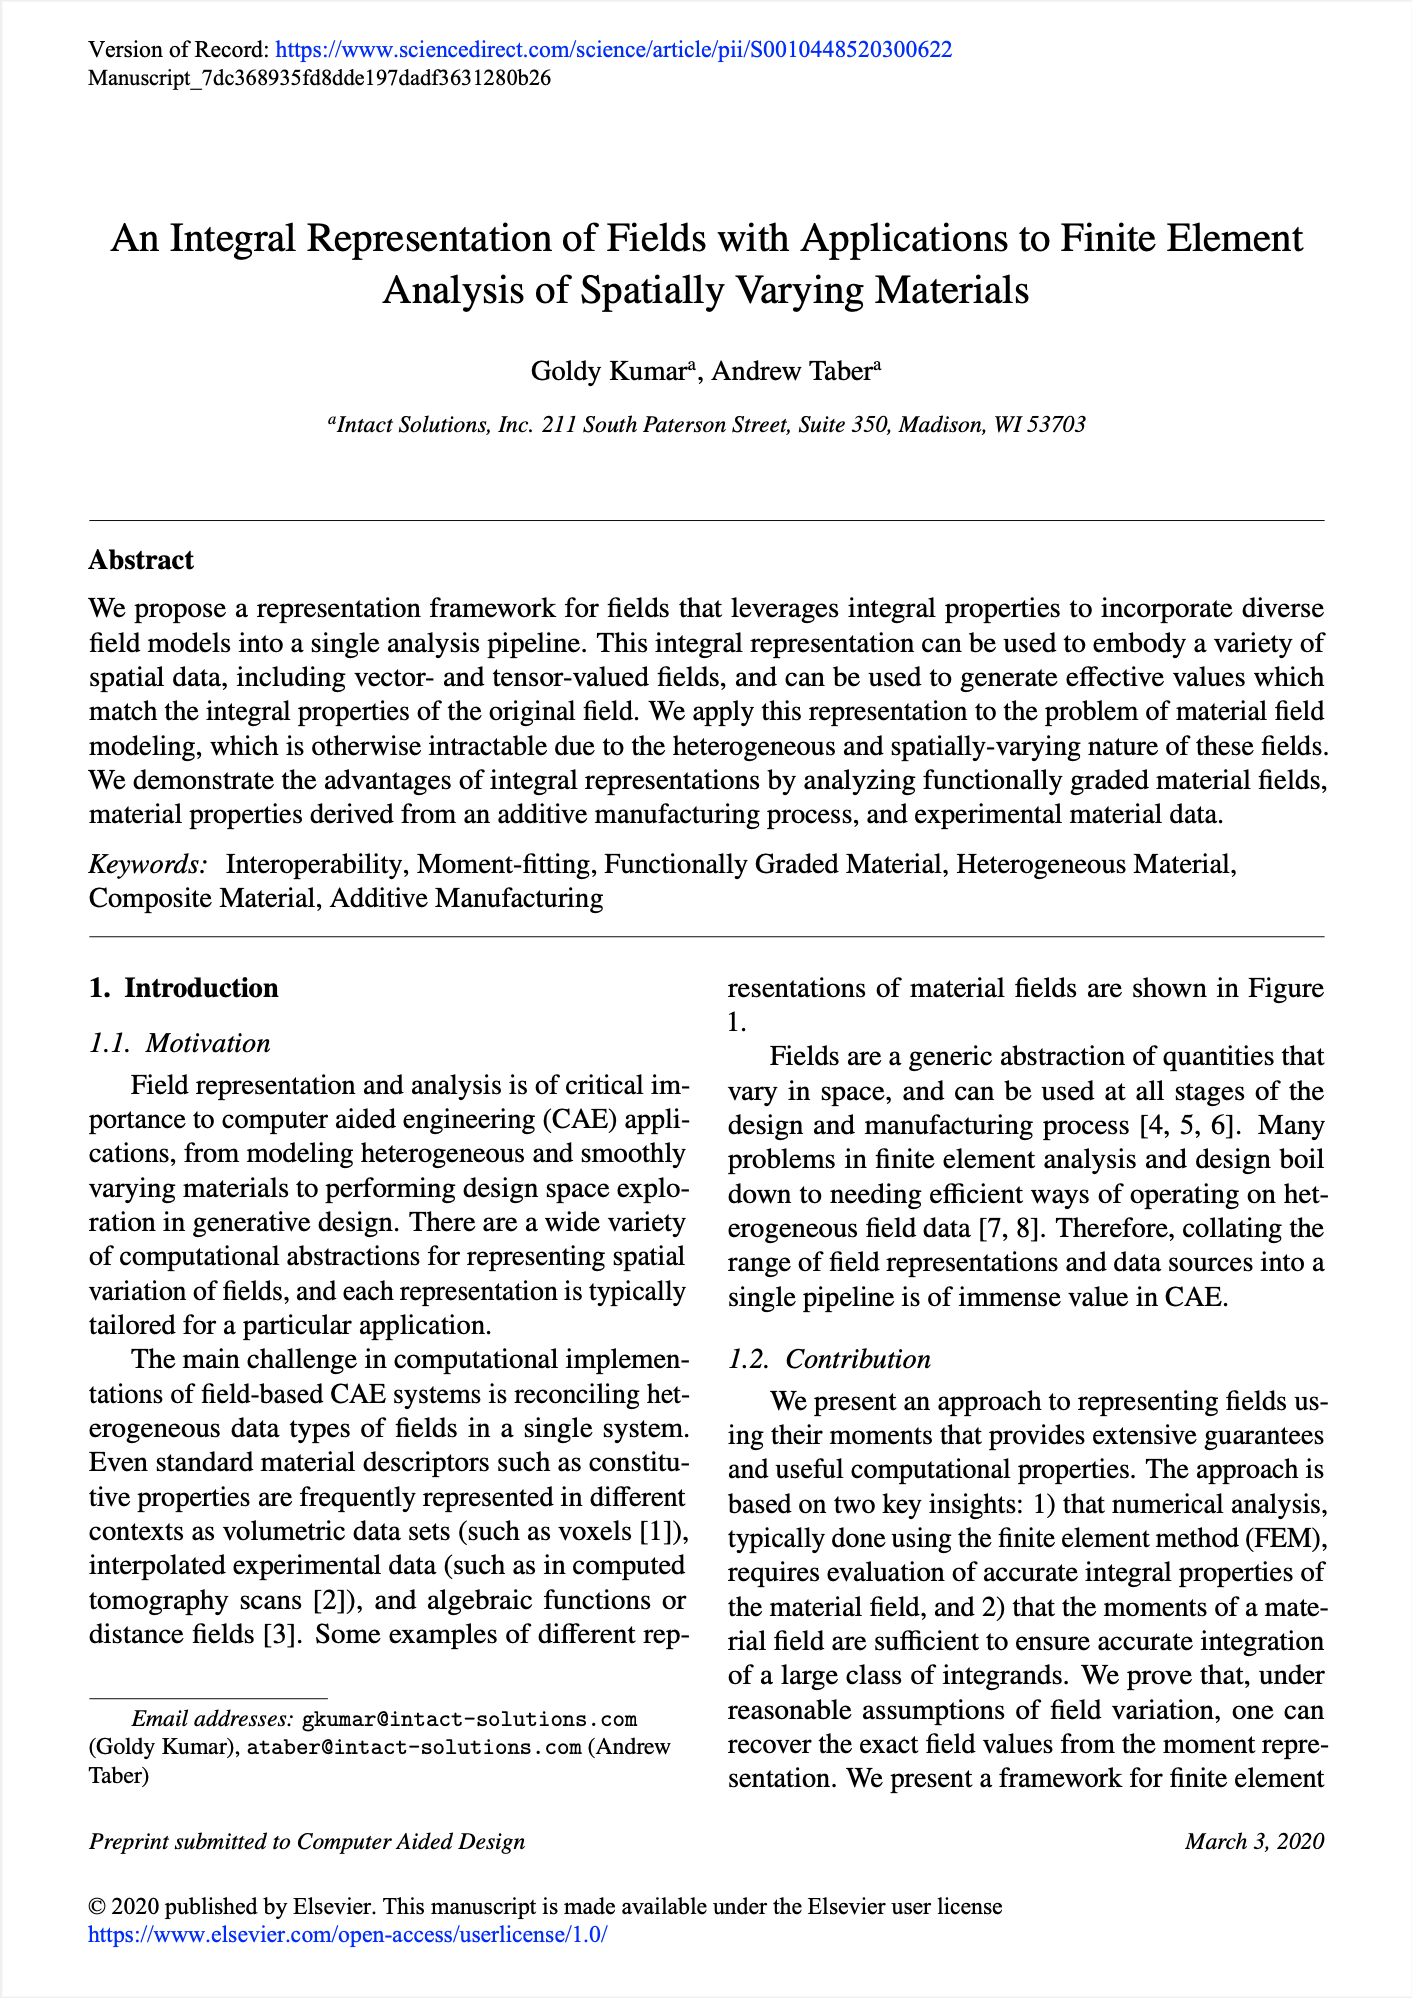 Version of Record: https://www.sciencedirect.com/science/article/pii/S0010448520300622
Manuscript_7dc368935fd8dde197dadf3631280b26
An Integral Representation of Fields with Applications to Finite Element
Analysis of Spatially Varying Materials
Goldy Kumarᵃ, Andrew Taberᵃ
ᵃIntact Solutions, Inc. 211 South Paterson Street, Suite 350, Madison, WI 53703
Abstract
We propose a representation framework for fields that leverages integral properties to incorporate diverse
field models into a single analysis pipeline. This integral representation can be used to embody a variety of
spatial data, including vector- and tensor-valued fields, and can be used to generate effective values which
match the integral properties of the original field. We apply this representation to the problem of material field
modeling, which is otherwise intractable due to the heterogeneous and spatially-varying nature of these fields.
We demonstrate the advantages of integral representations by analyzing functionally graded material fields,
material properties derived from an additive manufacturing process, and experimental material data.
Keywords: Interoperability, Moment-fitting, Functionally Graded Material, Heterogeneous Material,
Composite Material, Additive Manufacturing
1. Introduction
1.1. Motivation
Field representation and analysis is of critical im-
portance to computer aided engineering (CAE) appli-
cations, from modeling heterogeneous and smoothly
varying materials to performing design space explo-
ration in generative design. There are a wide variety
of computational abstractions for representing spatial
variation of fields, and each representation is typically
tailored for a particular application.
The main challenge in computational implemen-
tations of field-based CAE systems is reconciling het-
erogeneous data types of fields in a single system.
Even standard material descriptors such as constitu-
tive properties are frequently represented in different
contexts as volumetric data sets (such as voxels [1]),
interpolated experimental data (such as in computed
tomography scans [2]), and algebraic functions or
distance fields [3]. Some examples of different rep-
Email addresses: gkumar@intact-solutions.com
(Goldy Kumar), ataber@intact-solutions.com (Andrew
Taber)
resentations of material fields are shown in Figure
1.
Fields are a generic abstraction of quantities that
vary in space, and can be used at all stages of the
design and manufacturing process [4, 5, 6]. Many
problems in finite element analysis and design boil
down to needing efficient ways of operating on het-
erogeneous field data [7, 8]. Therefore, collating the
range of field representations and data sources into a
single pipeline is of immense value in CAE.
1.2. Contribution
We present an approach to representing fields us-
ing their moments that provides extensive guarantees
and useful computational properties. The approach is
based on two key insights: 1) that numerical analysis,
typically done using the finite element method (FEM),
requires evaluation of accurate integral properties of
the material field, and 2) that the moments of a mate-
rial field are sufficient to ensure accurate integration
of a large class of integrands. We prove that, under
reasonable assumptions of field variation, one can
recover the exact field values from the moment repre-
sentation. We present a framework for finite element
Preprint submitted to Computer Aided Design
March 3, 2020
© 2020 published by Elsevier. This manuscript is made available under the Elsevier user license
https://www.elsevier.com/open-access/userlicense/1.0/